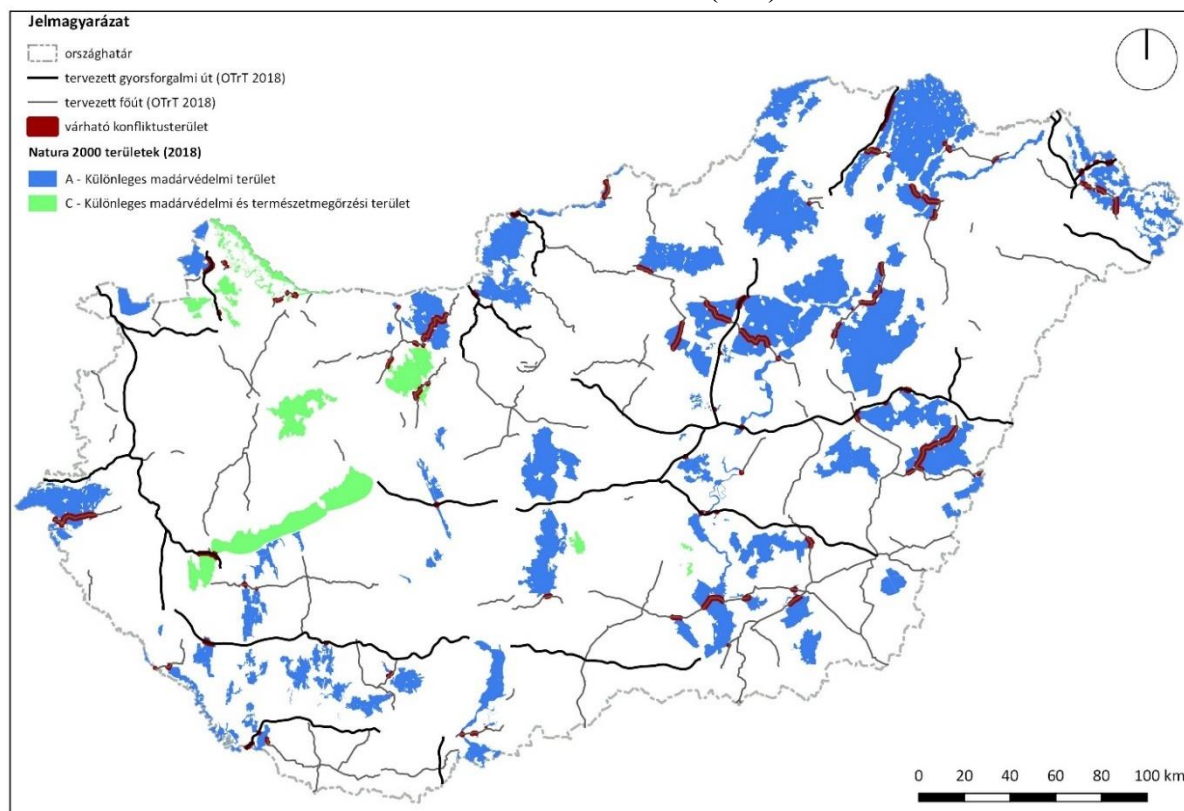 Jelmagyarázat
országhatár
tervezett gyorsforgalmi út (OTrT 2018)
tervezett főút (OTrT 2018)
várható konfliktusterület
Natura 2000 területek (2018)
A - Különleges madárvédelmi terület
C - Különleges madárvédelmi és természetmegőrzési terület
0 20 40 60 80 100 km